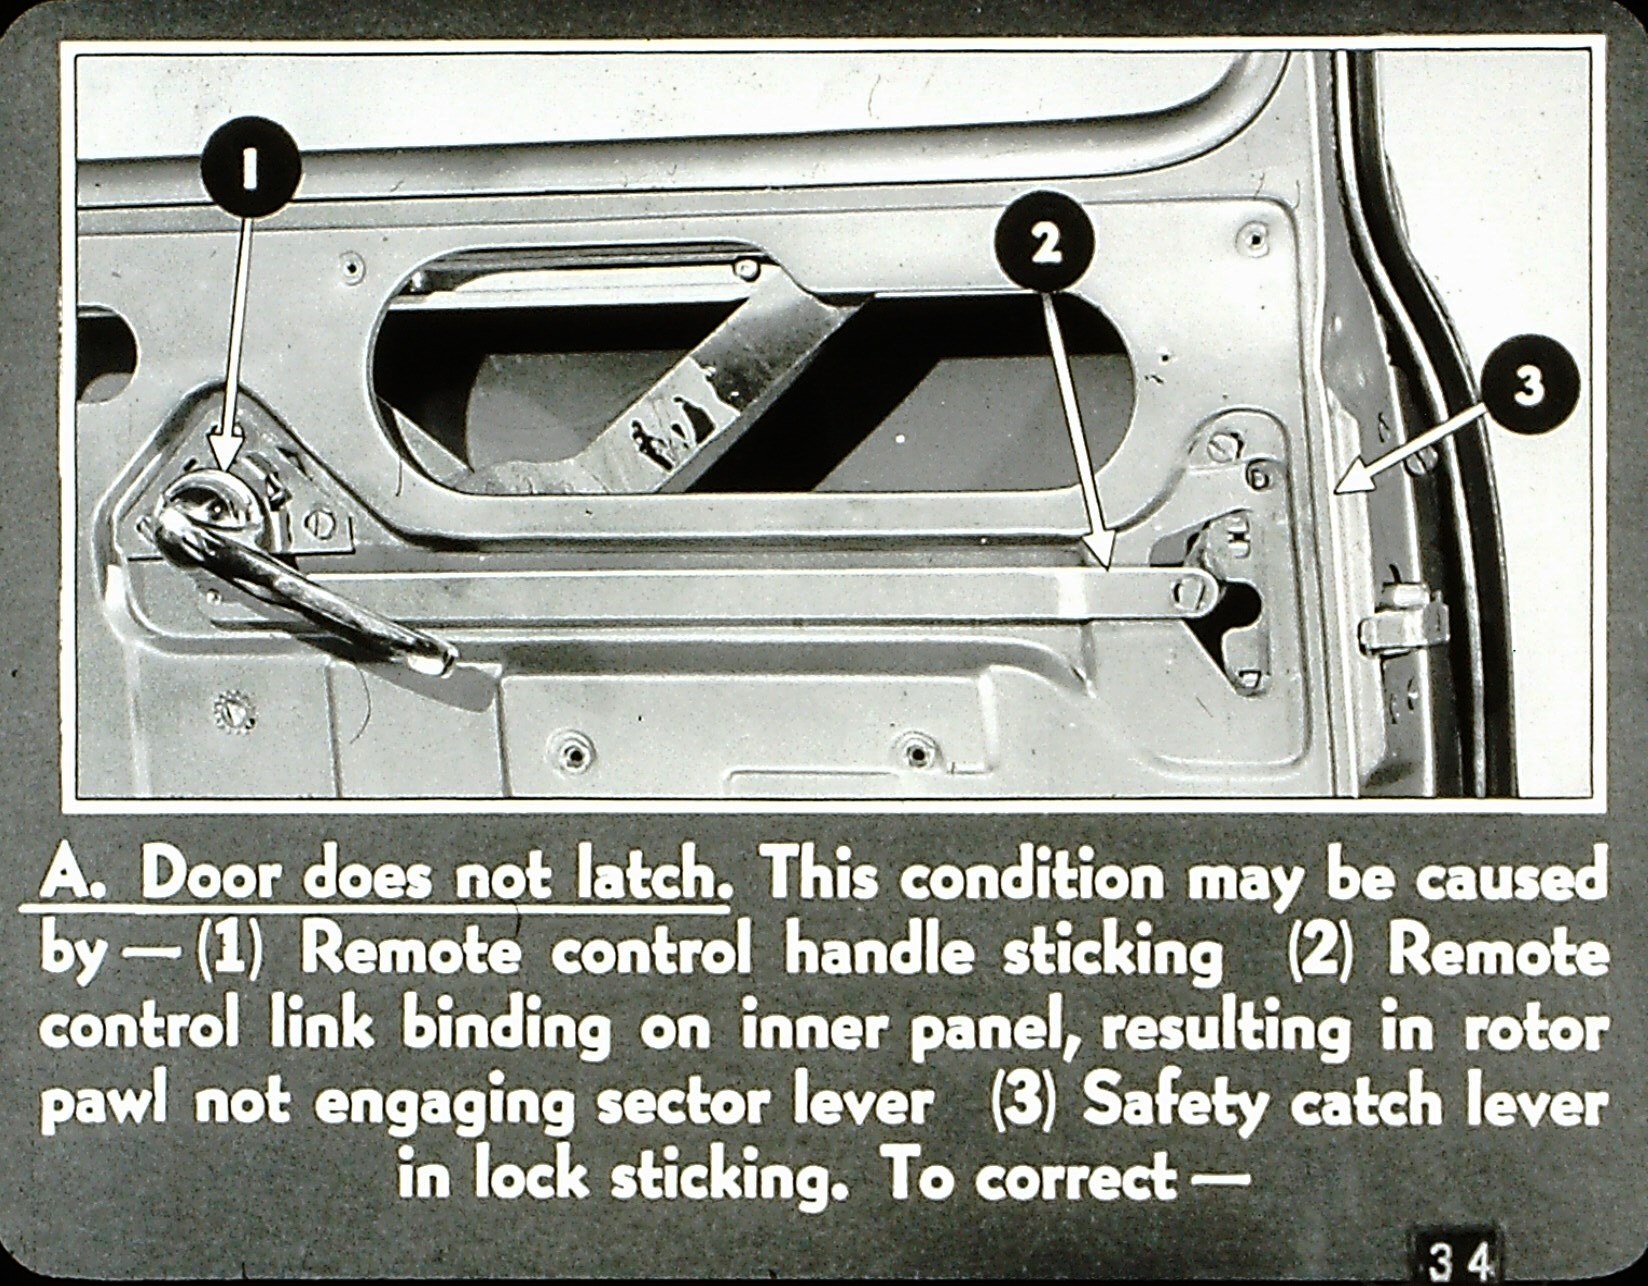 1
2
3
A. Door does not latch. This condition may be caused
by — (1) Remote control handle sticking (2) Remote
control link binding on inner panel, resulting in rotor
pawl not engaging sector lever (3) Safety catch lever
in lock sticking. To correct —
34